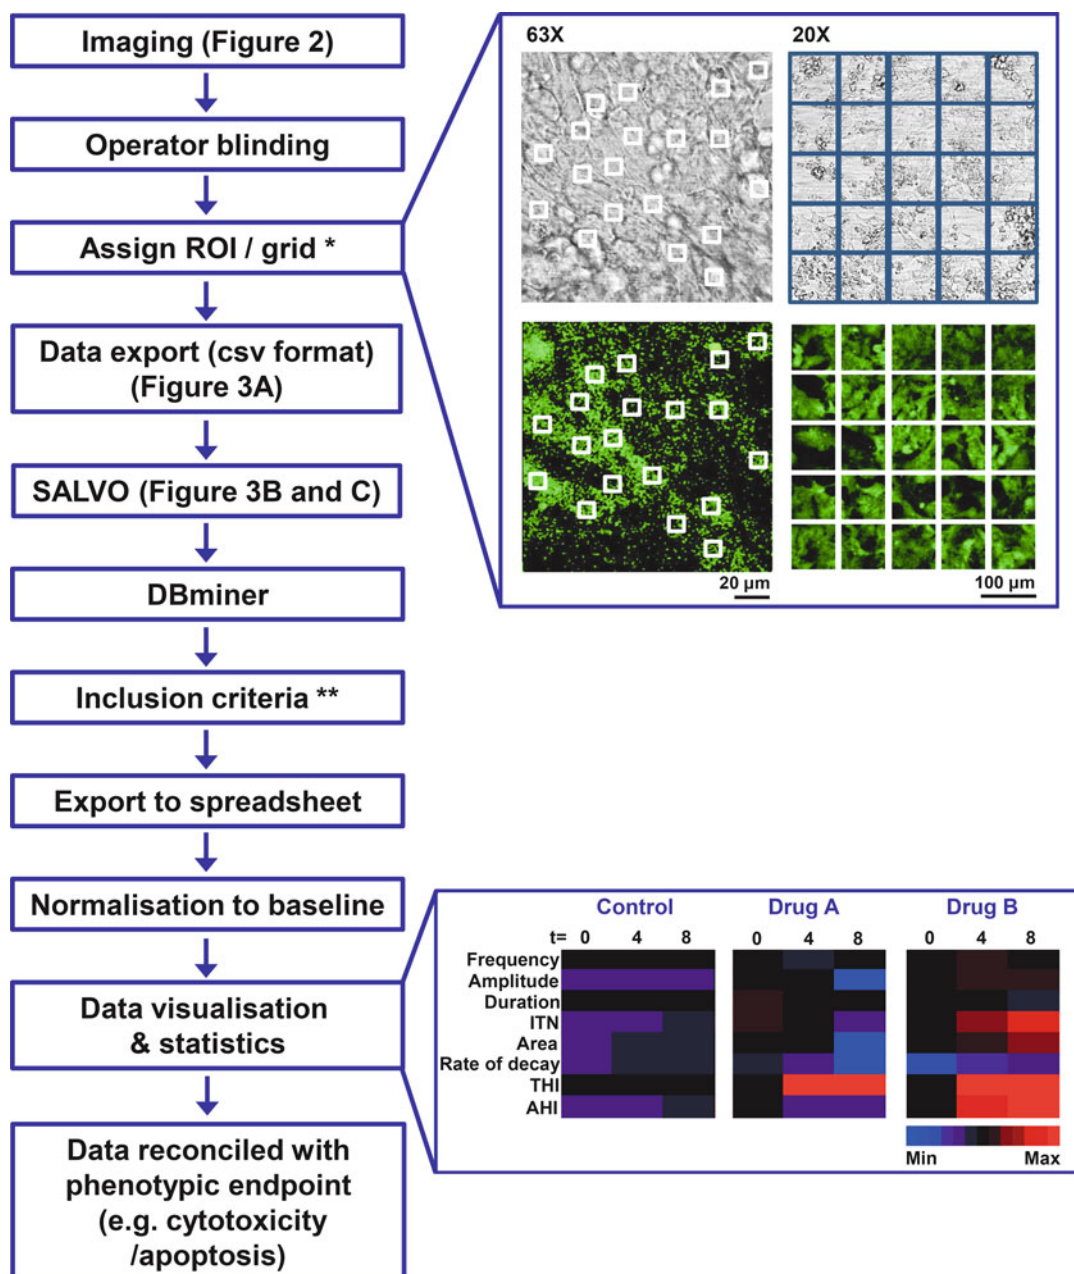 Imaging (Figure 2)
Operator blinding
Assign ROI / grid *
Data export (csv format)
(Figure 3A)
SALVO (Figure 3B and C)
DBminer
Inclusion criteria **
Export to spreadsheet
Normalisation to baseline
Data visualisation
& statistics
Data reconciled with
phenotypic endpoint
(e.g. cytotoxicity
/apoptosis)
63X
20X
20 µm
100 µm
Control
Drug A
Drug B
t= 0 4 8
0 4 8
0 4 8
Frequency
Amplitude
Duration
ITN
Area
Rate of decay
THI
AHI
Min
Max